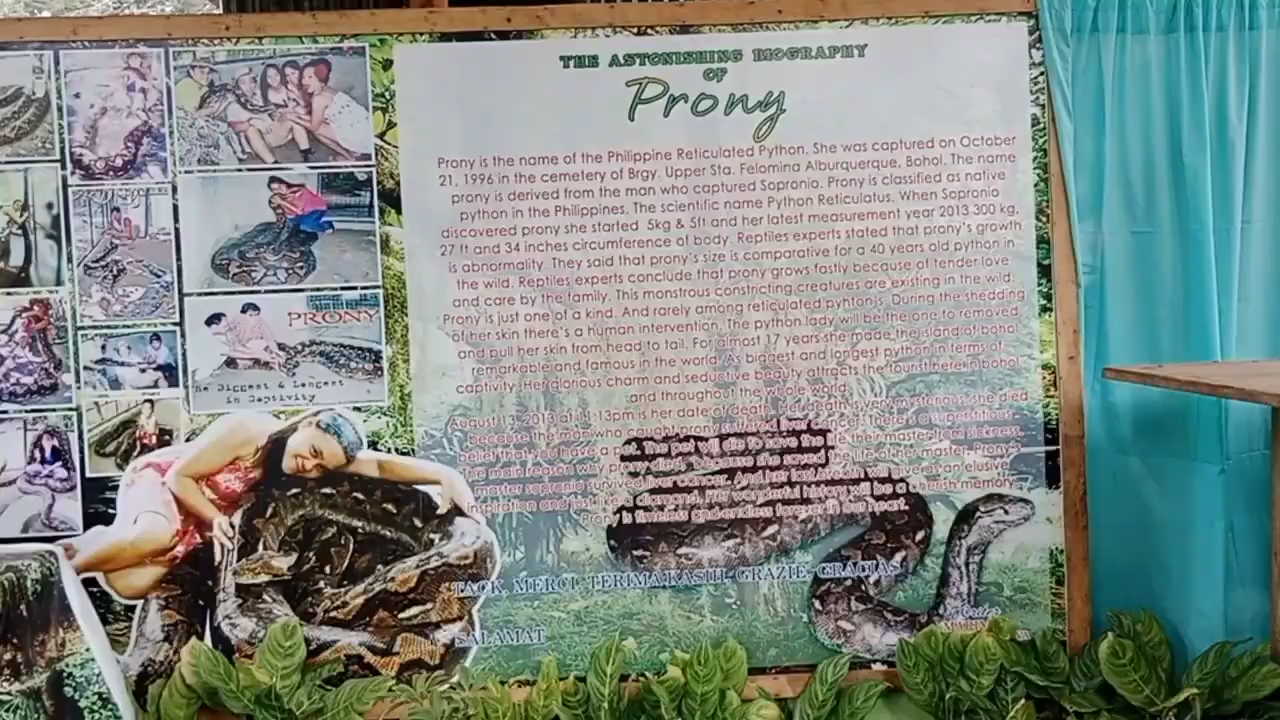 THE ASTONISHING BIOGRAPHY
OF
Prony
Prony is the name of the Philippine Reticulated Python. She was captured on October
21, 1996 in the cemetery of Brgy. Upper Sta. Felomina Alburquerque, Bohol. The name
prony is derived from the man who captured Sopronio. Prony is classified as native
python in the Philippines. The scientific name Python Reticulatus. When Sopronio
discovered prony she started 5kg & 5ft and her latest measurement year 2013 300 kg,
27 ft and 34 inches circumference of body. Reptiles experts stated that prony's growth
is abnormality. They said that prony's size is comparative for a 40 years old python in
the wild. Reptiles experts conclude that prony grows fastly because of tender love
and care by the family. This monstrous constricting creatures are existing in the wild.
Prony is just one of a kind. And rarely among reticulated pyhtons. During the shedding
of her skin there's a human intervention. The python lady will be the one to removed
and pull her skin from head to tail. For almost 17 years she made the island of bohol
remarkable and famous in the world. As biggest and longest python in terms of
captivity. Her glorious charm and seductive beauty attracts the tourist here in bohol
and throughout the whole world.
August 13, 2013 at 11:13pm is her date of death. Her death is very mysterious, she died
because the man who caught prony suffered liver cancer. There's a superstitious
belief that you have a pet. The pet will die to save the life their master from sickness.
The main reason why prony died, because she saved the life of her master. Prony's
master sopronio survived liver cancer. And her last breath will give us an elusive
inspiration and just like a diamond. Her wonderful history will be a cherish memory.
Prony is timeless and endless forever in our heart.
TACK, MERCI, TERIMA KASIH, GRAZIE, GRACIAS
SALAMAT
PRONY
The Biggest & Longest
in Captivity